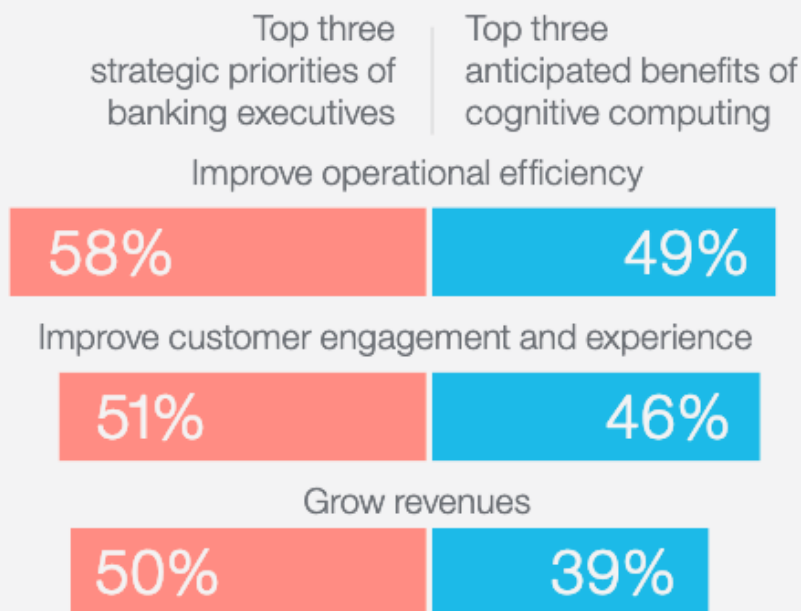 Top three
strategic priorities of
banking executives
Top three
anticipated benefits of
cognitive computing
Improve operational efficiency
58%
49%
Improve customer engagement and experience
51%
46%
Grow revenues
50%
39%